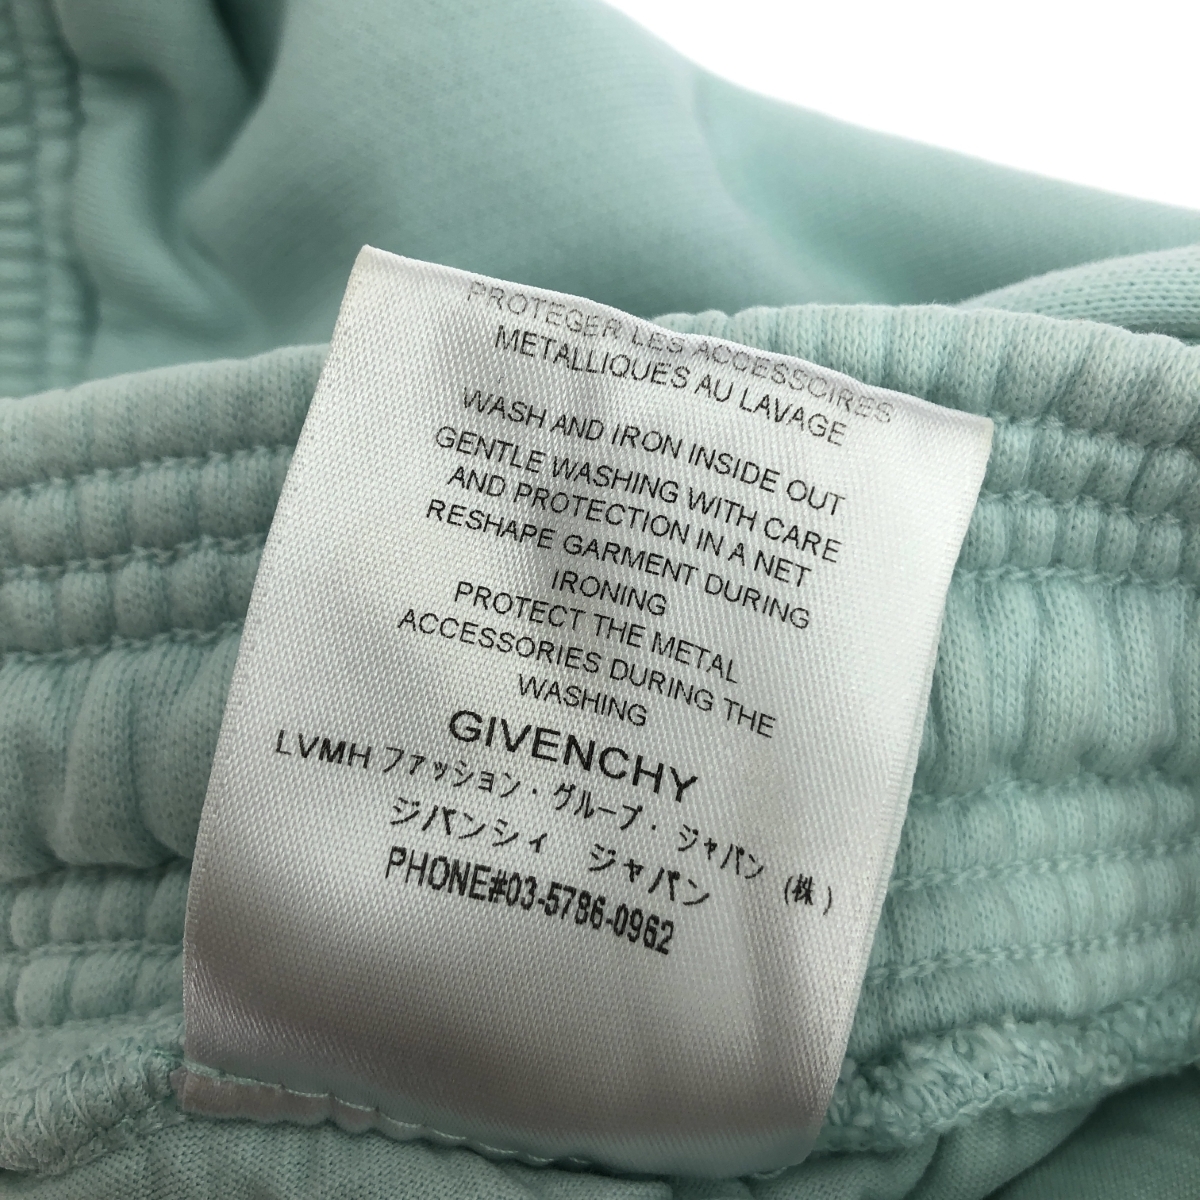 PROTEGER LES ACCESSOIRES
METALLIQUES AU LAVAGE
WASH AND IRON INSIDE OUT
GENTLE WASHING WITH CARE
AND PROTECTION IN A NET
RESHAPE GARMENT DURING
IRONING
PROTECT THE METAL
ACCESSORIES DURING THE
WASHING
GIVENCHY
LVMH ファッション・グループ・ジャパン (株)
ジバンシィ ジャパン
PHONE#03-5786-0962